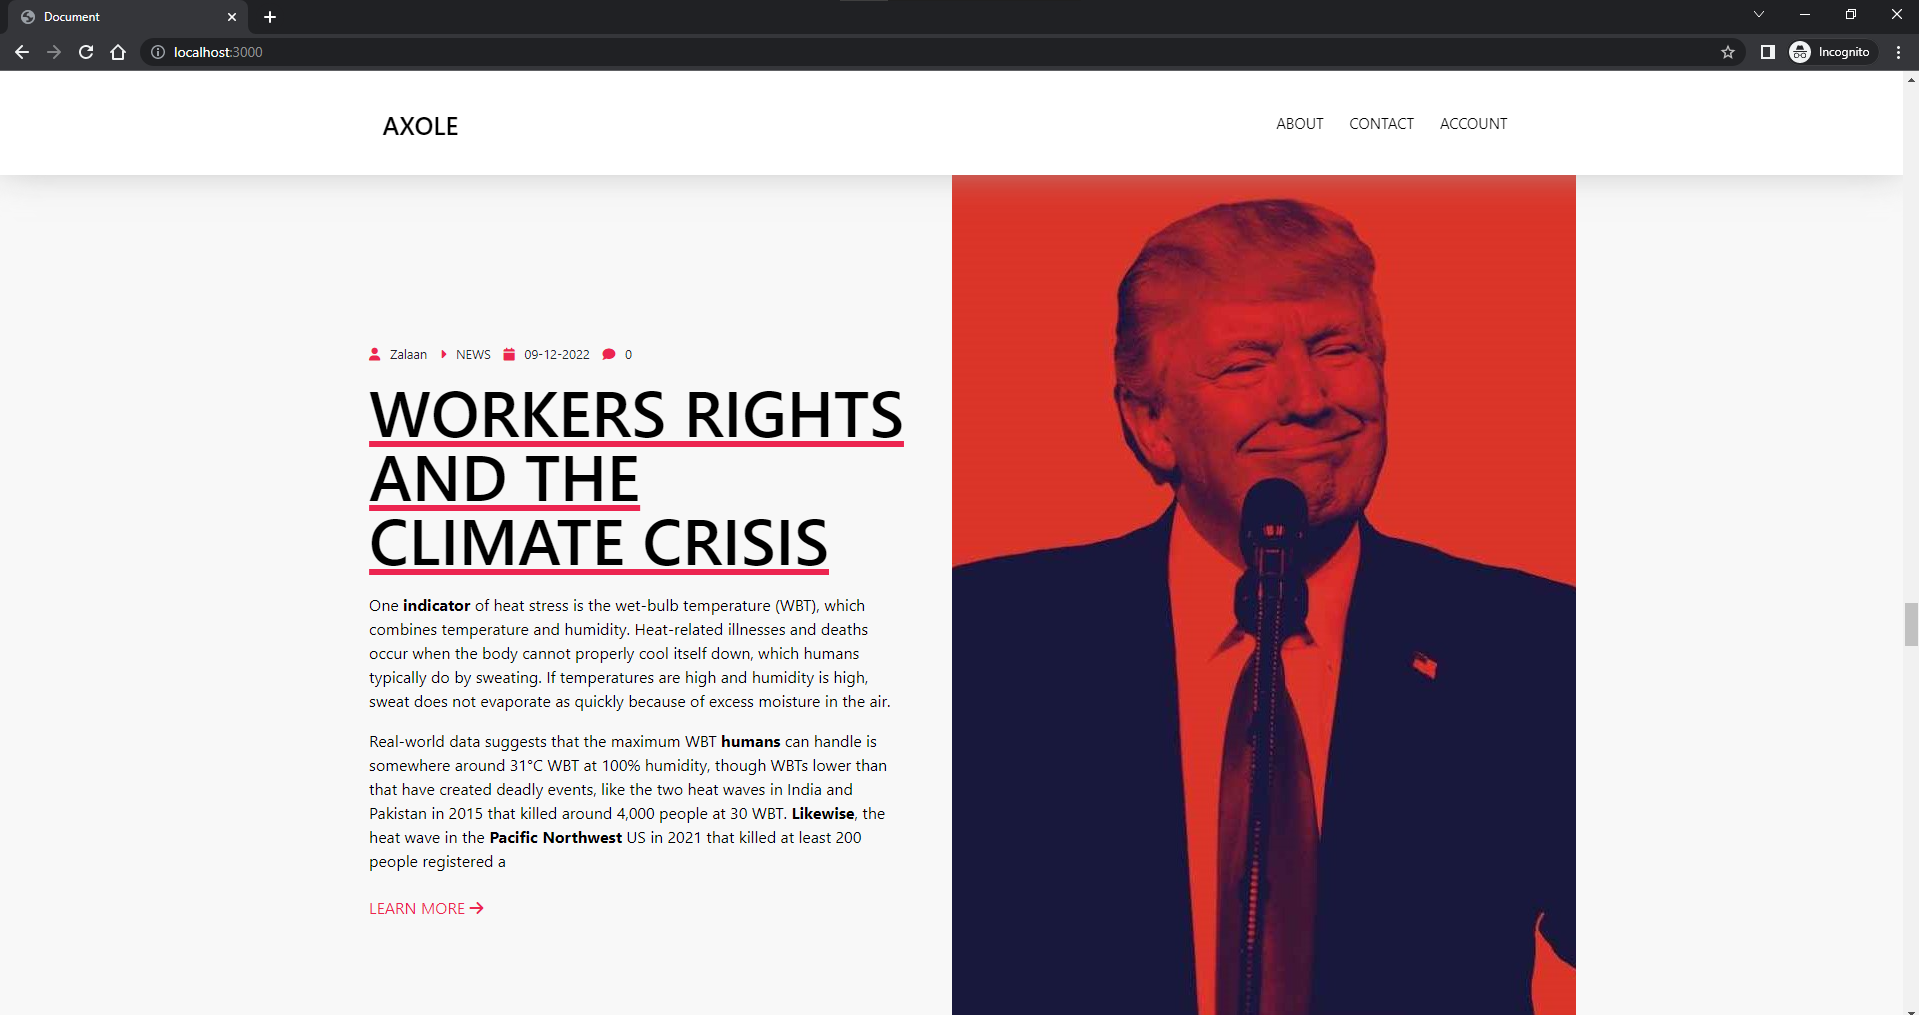 Document
localhost:3000
Incognito
AXOLE
ABOUT CONTACT ACCOUNT
Zalaan NEWS 09-12-2022 0
WORKERS RIGHTS
AND THE
CLIMATE CRISIS
One indicator of heat stress is the wet-bulb temperature (WBT), which
combines temperature and humidity. Heat-related illnesses and deaths
occur when the body cannot properly cool itself down, which humans
typically do by sweating. If temperatures are high and humidity is high,
sweat does not evaporate as quickly because of excess moisture in the air.
Real-world data suggests that the maximum WBT humans can handle is
somewhere around 31°C WBT at 100% humidity, though WBTs lower than
that have created deadly events, like the two heat waves in India and
Pakistan in 2015 that killed around 4,000 people at 30 WBT. Likewise, the
heat wave in the Pacific Northwest US in 2021 that killed at least 200
people registered a
LEARN MORE